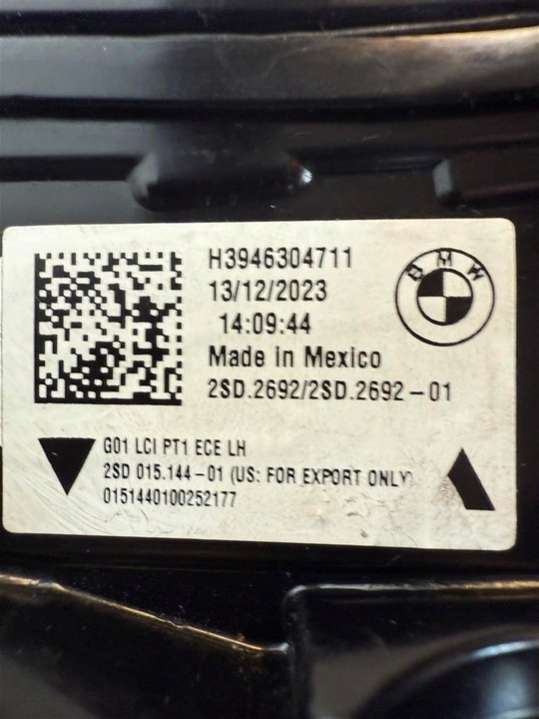 H3946304711
13/12/2023
14:09:44
Made in Mexico
2SD.2692/2SD.2692-01
BMW
G01 LCI PT1 ECE LH
2SD 015.144-01 (US: FOR EXPORT ONLY)
0151440100252177